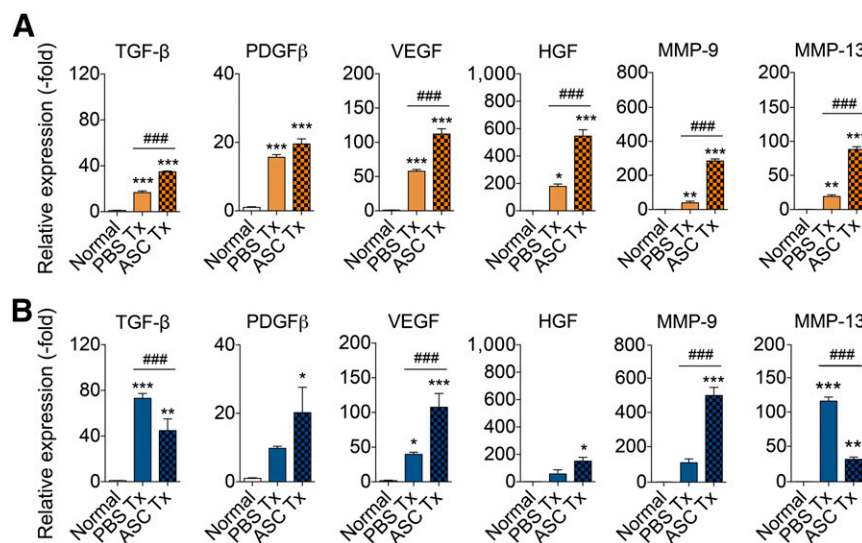 A
TGF-β PDGFβ VEGF HGF MMP-9 MMP-13
Relative expression (-fold)
120 40 200 1,000 800 200
### ### ### ### ###
80 150 800 600 150
*** *** *** *** *** *** *** *** *** ***
20 100 600 400 100
40 400
*** 50 * 200 ** 50 **
200
0 0 0 0 0 0
Normal PBS Tx ASC Tx Normal PBS Tx ASC Tx Normal PBS Tx ASC Tx Normal PBS Tx ASC Tx Normal PBS Tx ASC Tx Normal PBS Tx ASC Tx
B
TGF-β PDGFβ VEGF HGF MMP-9 MMP-13
Relative expression (-fold)
120 40 200 1,000 800 200
### ### ### ###
80 *** ** 150 *** 800 600 *** 150 ***
20 * 100 600 400 100
40 400
50 * 200 * 200 50 **
0 0 0 0 0 0
Normal PBS Tx ASC Tx Normal PBS Tx ASC Tx Normal PBS Tx ASC Tx Normal PBS Tx ASC Tx Normal PBS Tx ASC Tx Normal PBS Tx ASC Tx